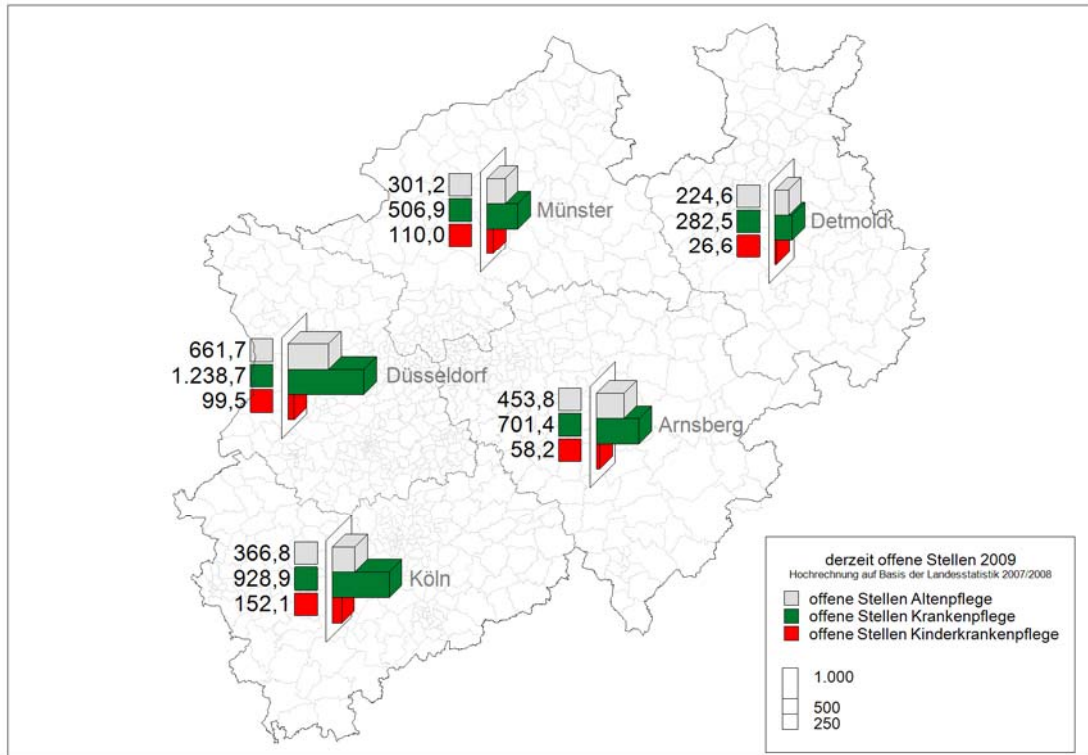 301,2
506,9
110,0
Münster
224,6
282,5
26,6
Detmold
661,7
1.238,7
99,5
Düsseldorf
453,8
701,4
58,2
Arnsberg
366,8
928,9
152,1
Köln
derzeit offene Stellen 2009
Hochrechnung auf Basis der Landesstatistik 2007/2008
offene Stellen Altenpflege
offene Stellen Krankenpflege
offene Stellen Kinderkrankenpflege
1.000
500
250